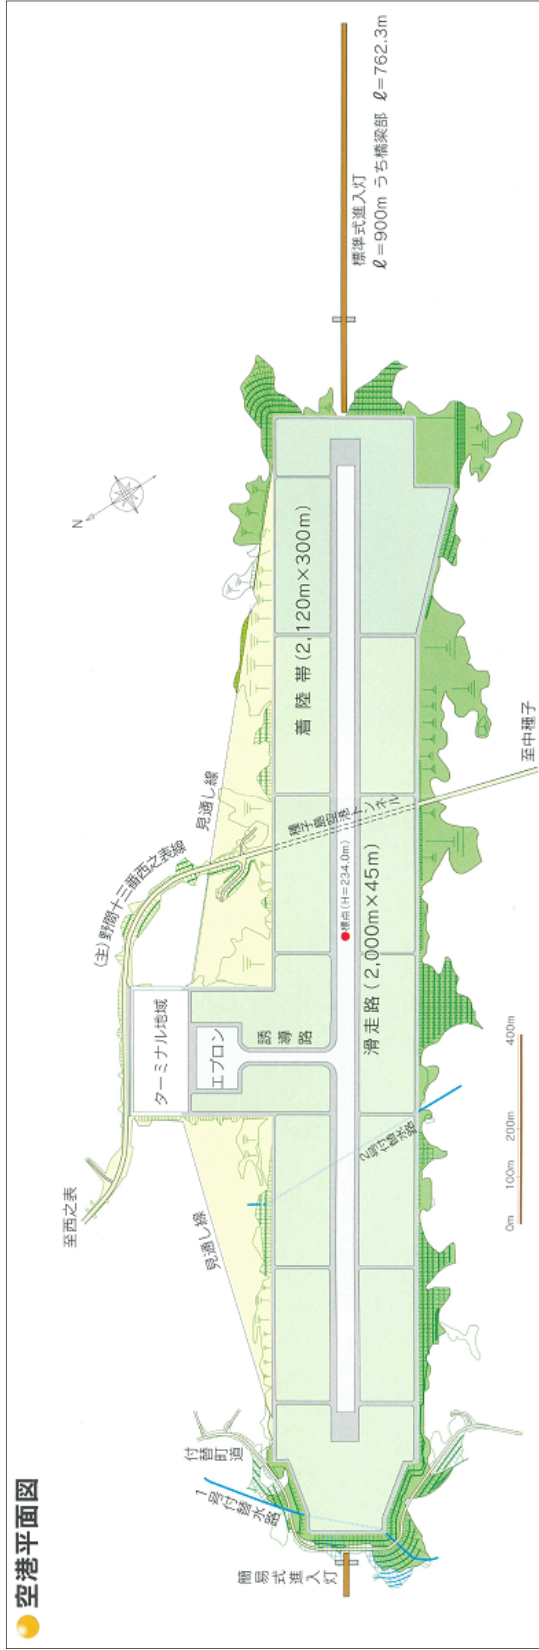 空港平面図
至西之表
(主)野間十三番西之表線
ターミナル地域
エプロン
誘導路
見通し線
見通し線
N
着陸帯(2,120m×300m)
種子島空港トンネル
標点(H=234.0m)
滑走路(2,000m×45m)
2号付替水路
付替町道
1号付替水路
簡易式進入灯
標準式進入灯
ℓ=900m うち橋梁部 ℓ=762.3m
至中種子
0m 100m 200m 400m